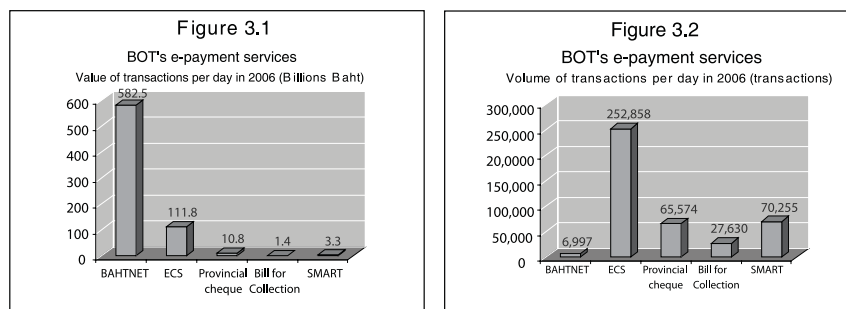 Figure 3.1
BOT's e-payment services
Value of transactions per day in 2006 (Billions Baht)
582.5
600
500
400
300
200
111.8
100
10.8
1.4
3.3
0
BAHTNET
ECS
Provincial cheque
Bill for Collection
SMART
Figure 3.2
BOT's e-payment services
Volume of transactions per day in 2006 (transactions)
300,000
252,858
250,000
20,0000
150,000
100,000
65,574
70,255
50,000
27,630
6,997
0
BAHTNET
ECS
Provincial cheque
Bill for Collection
SMART